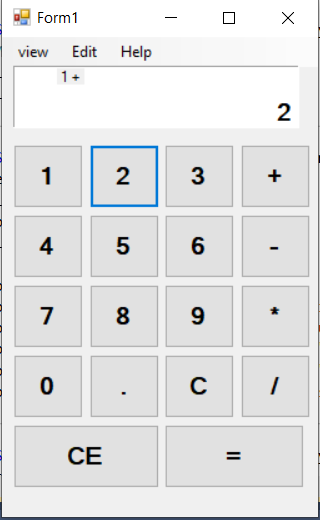 Form1
view Edit Help
1 +
2
1 2 3 +
4 5 6 -
7 8 9 *
0 . C /
CE =